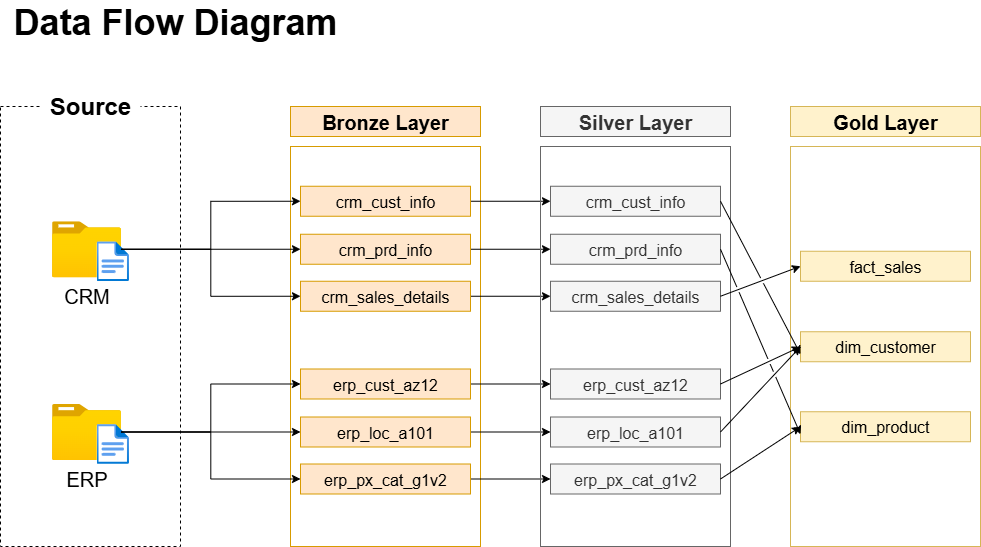 Data Flow Diagram
Source
Bronze Layer
Silver Layer
Gold Layer
crm_cust_info
crm_cust_info
crm_prd_info
crm_prd_info
fact_sales
CRM
crm_sales_details
crm_sales_details
dim_customer
erp_cust_az12
erp_cust_az12
dim_product
erp_loc_a101
erp_loc_a101
ERP
erp_px_cat_g1v2
erp_px_cat_g1v2